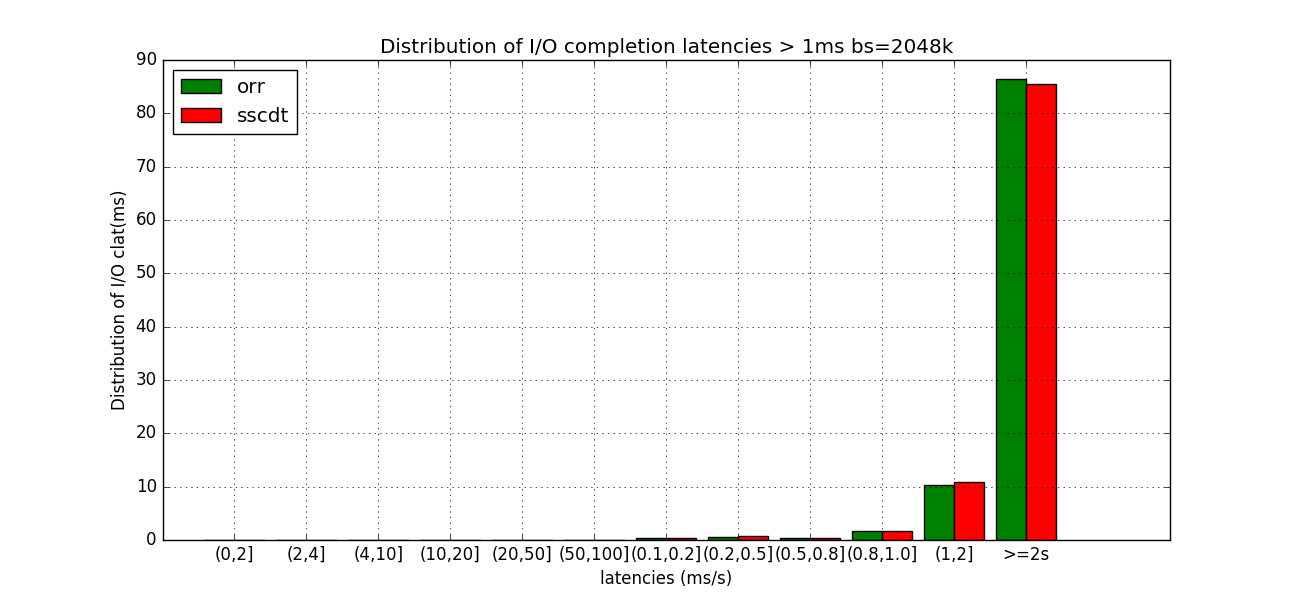 Distribution of I/O completion latencies > 1ms bs=2048k
orr
sscdt
Distribution of I/O clat(ms)
90
80
70
60
50
40
30
20
10
0
(0,2] (2,4] (4,10] (10,20] (20,50] (50,100] (0.1,0.2] (0.2,0.5] (0.5,0.8] (0.8,1.0] (1,2] >=2s
latencies (ms/s)